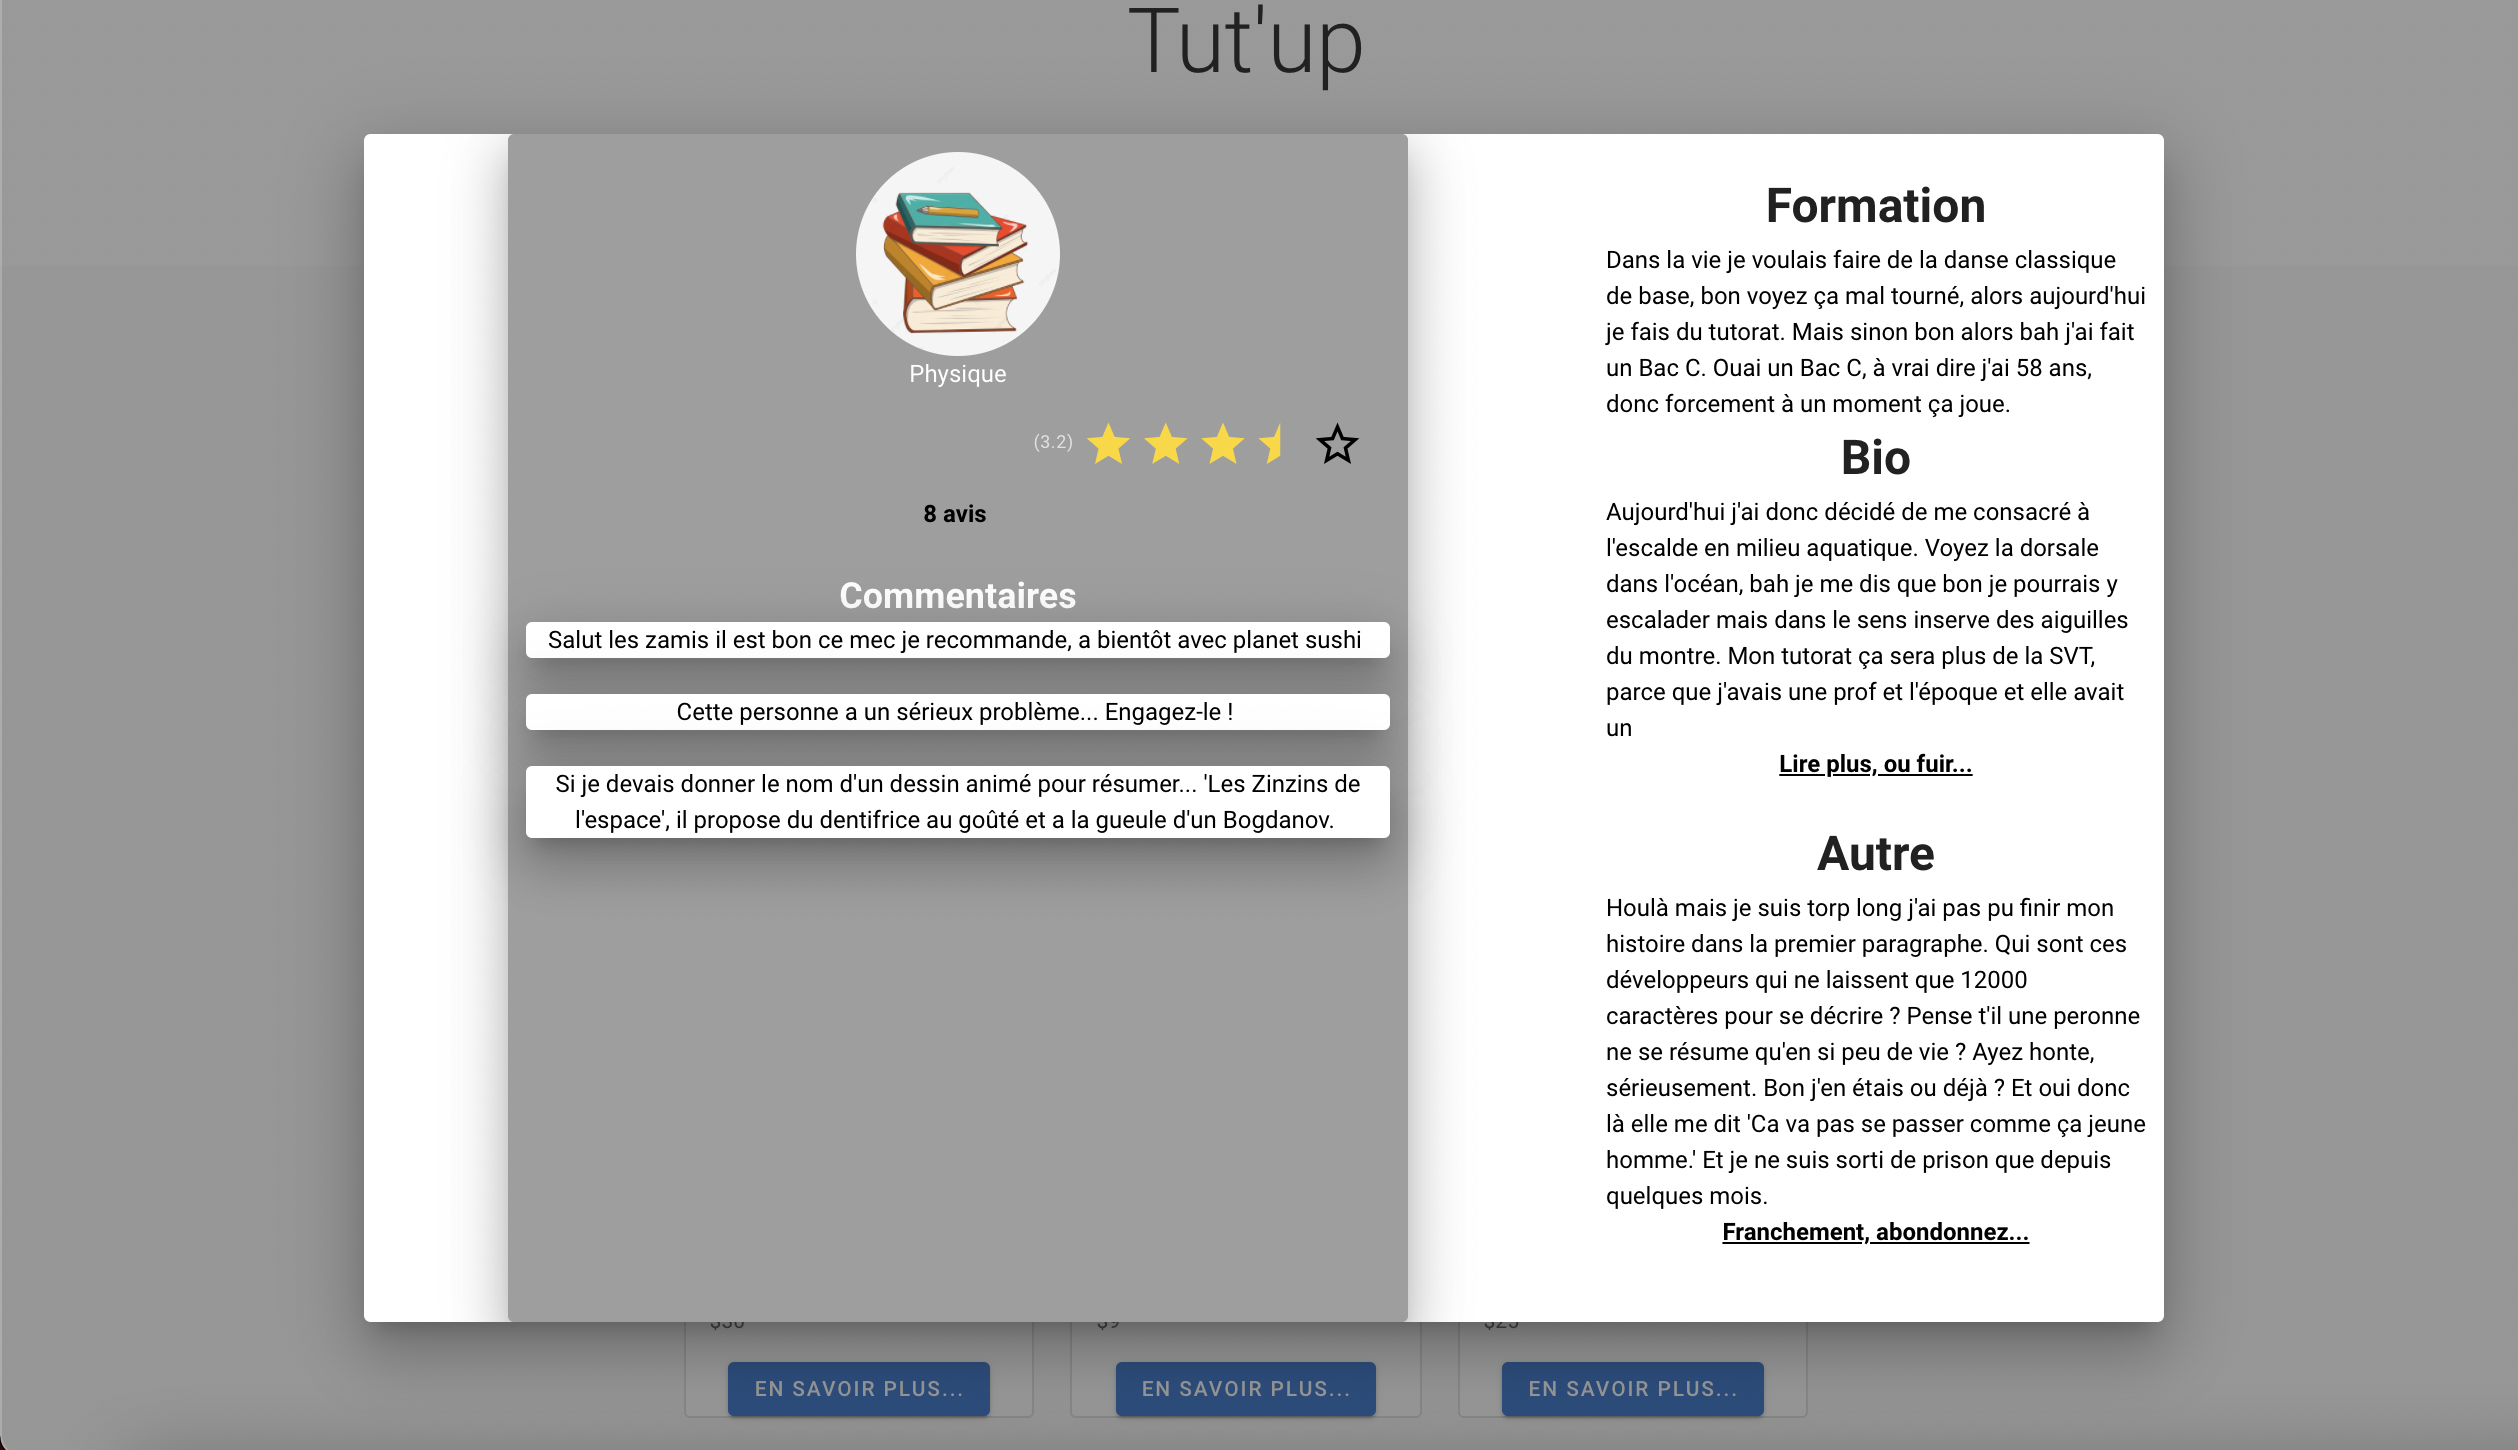 Tut'up
Physique
(3.2)
8 avis
Commentaires
Salut les zamis il est bon ce mec je recommande, a bientôt avec planet sushi
Cette personne a un sérieux problème... Engagez-le !
Si je devais donner le nom d'un dessin animé pour résumer... 'Les Zinzins de
l'espace', il propose du dentifrice au goûté et a la gueule d'un Bogdanov.
Formation
Dans la vie je voulais faire de la danse classique
de base, bon voyez ça mal tourné, alors aujourd'hui
je fais du tutorat. Mais sinon bon alors bah j'ai fait
un Bac C. Ouai un Bac C, à vrai dire j'ai 58 ans,
donc forcement à un moment ça joue.
Bio
Aujourd'hui j'ai donc décidé de me consacré à
l'escalde en milieu aquatique. Voyez la dorsale
dans l'océan, bah je me dis que bon je pourrais y
escalader mais dans le sens inserve des aiguilles
du montre. Mon tutorat ça sera plus de la SVT,
parce que j'avais une prof et l'époque et elle avait
un
Lire plus, ou fuir...
Autre
Houlà mais je suis torp long j'ai pas pu finir mon
histoire dans la premier paragraphe. Qui sont ces
développeurs qui ne laissent que 12000
caractères pour se décrire ? Pense t'il une peronne
ne se résume qu'en si peu de vie ? Ayez honte,
sérieusement. Bon j'en étais ou déjà ? Et oui donc
là elle me dit 'Ca va pas se passer comme ça jeune
homme.' Et je ne suis sorti de prison que depuis
quelques mois.
Franchement, abondonnez...
EN SAVOIR PLUS...
EN SAVOIR PLUS...
EN SAVOIR PLUS...